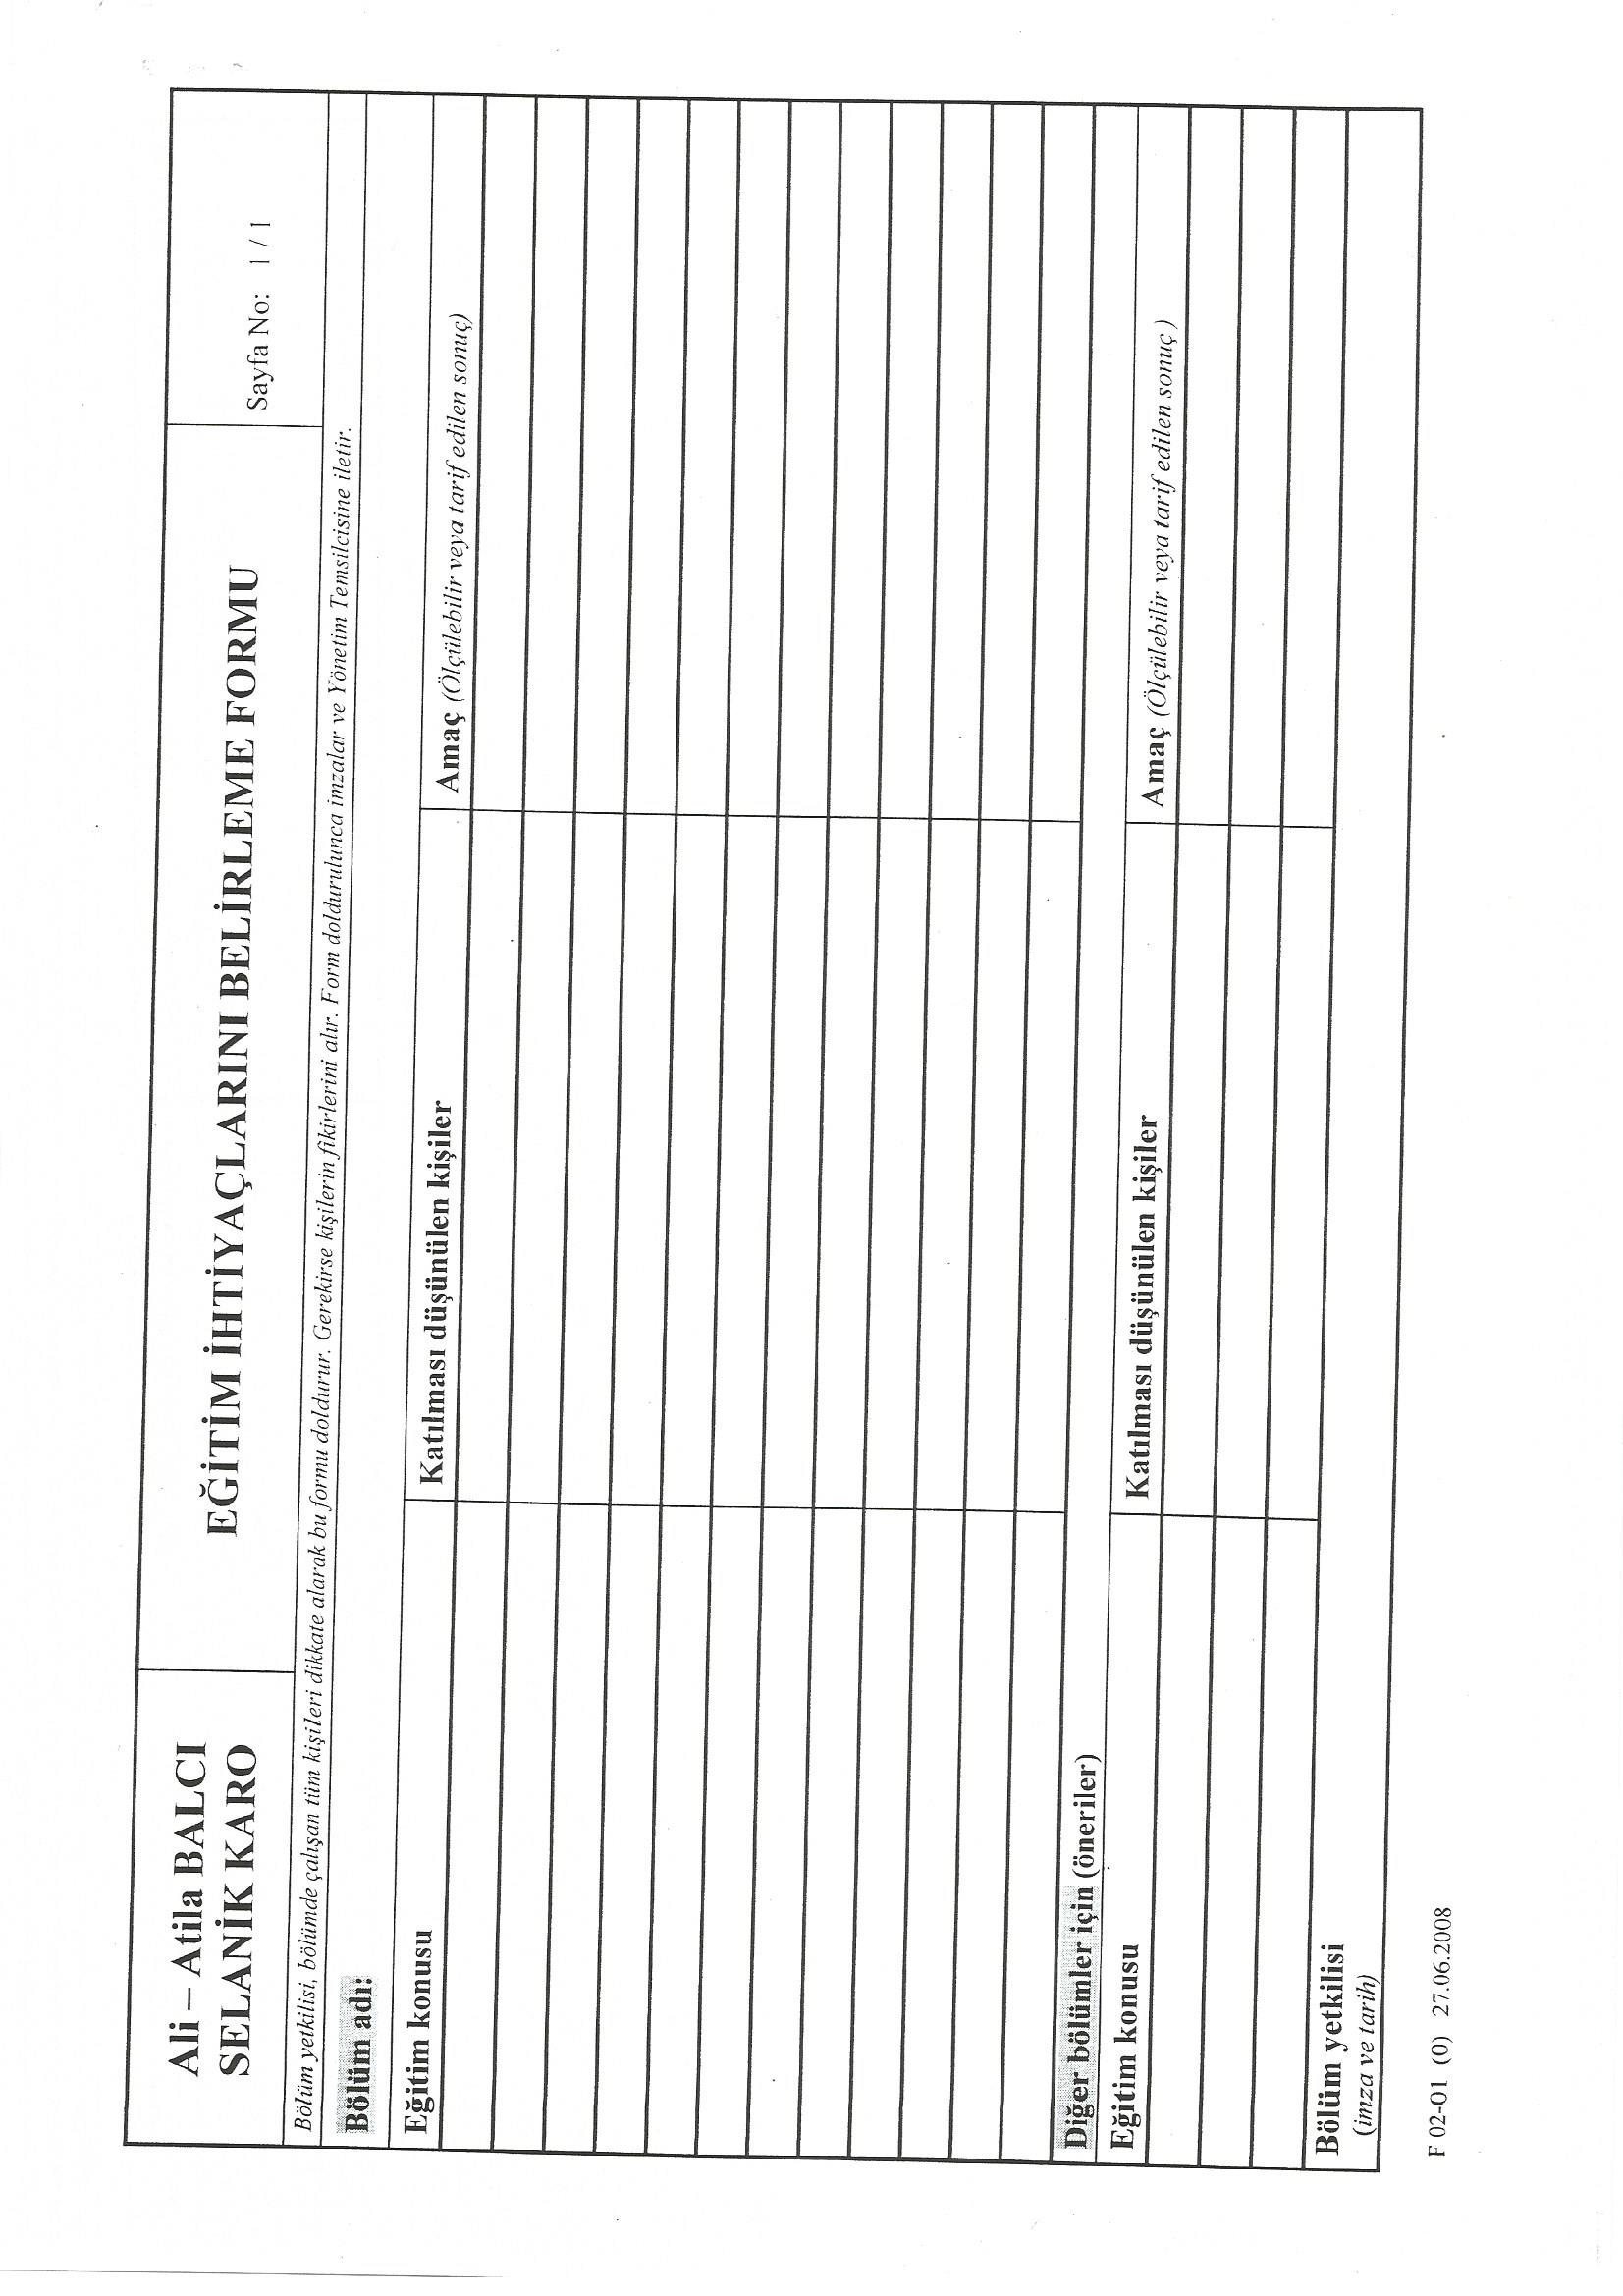 Ali – Atila BALCI
SELANİK KARO
EĞİTİM İHTİYAÇLARINI BELİRLEME FORMU
Sayfa No: 1 / 1
Bölüm yetkilisi, bölümde çalışan tüm kişileri dikkate alarak bu formu doldurur. Gerekirse kişilerin fikirlerini alır. Form doldurulunca imzalar ve Yönetim Temsilcisine iletir.
Bölüm adı:
Eğitim konusu
Katılması düşünülen kişiler
Amaç (Ölçülebilir veya tarif edilen sonuç)
Diğer bölümler için (öneriler)
Eğitim konusu
Katılması düşünülen kişiler
Amaç (Ölçülebilir veya tarif edilen sonuç )
Bölüm yetkilisi
(imza ve tarih)
F 02-01 (0) 27.06.2008